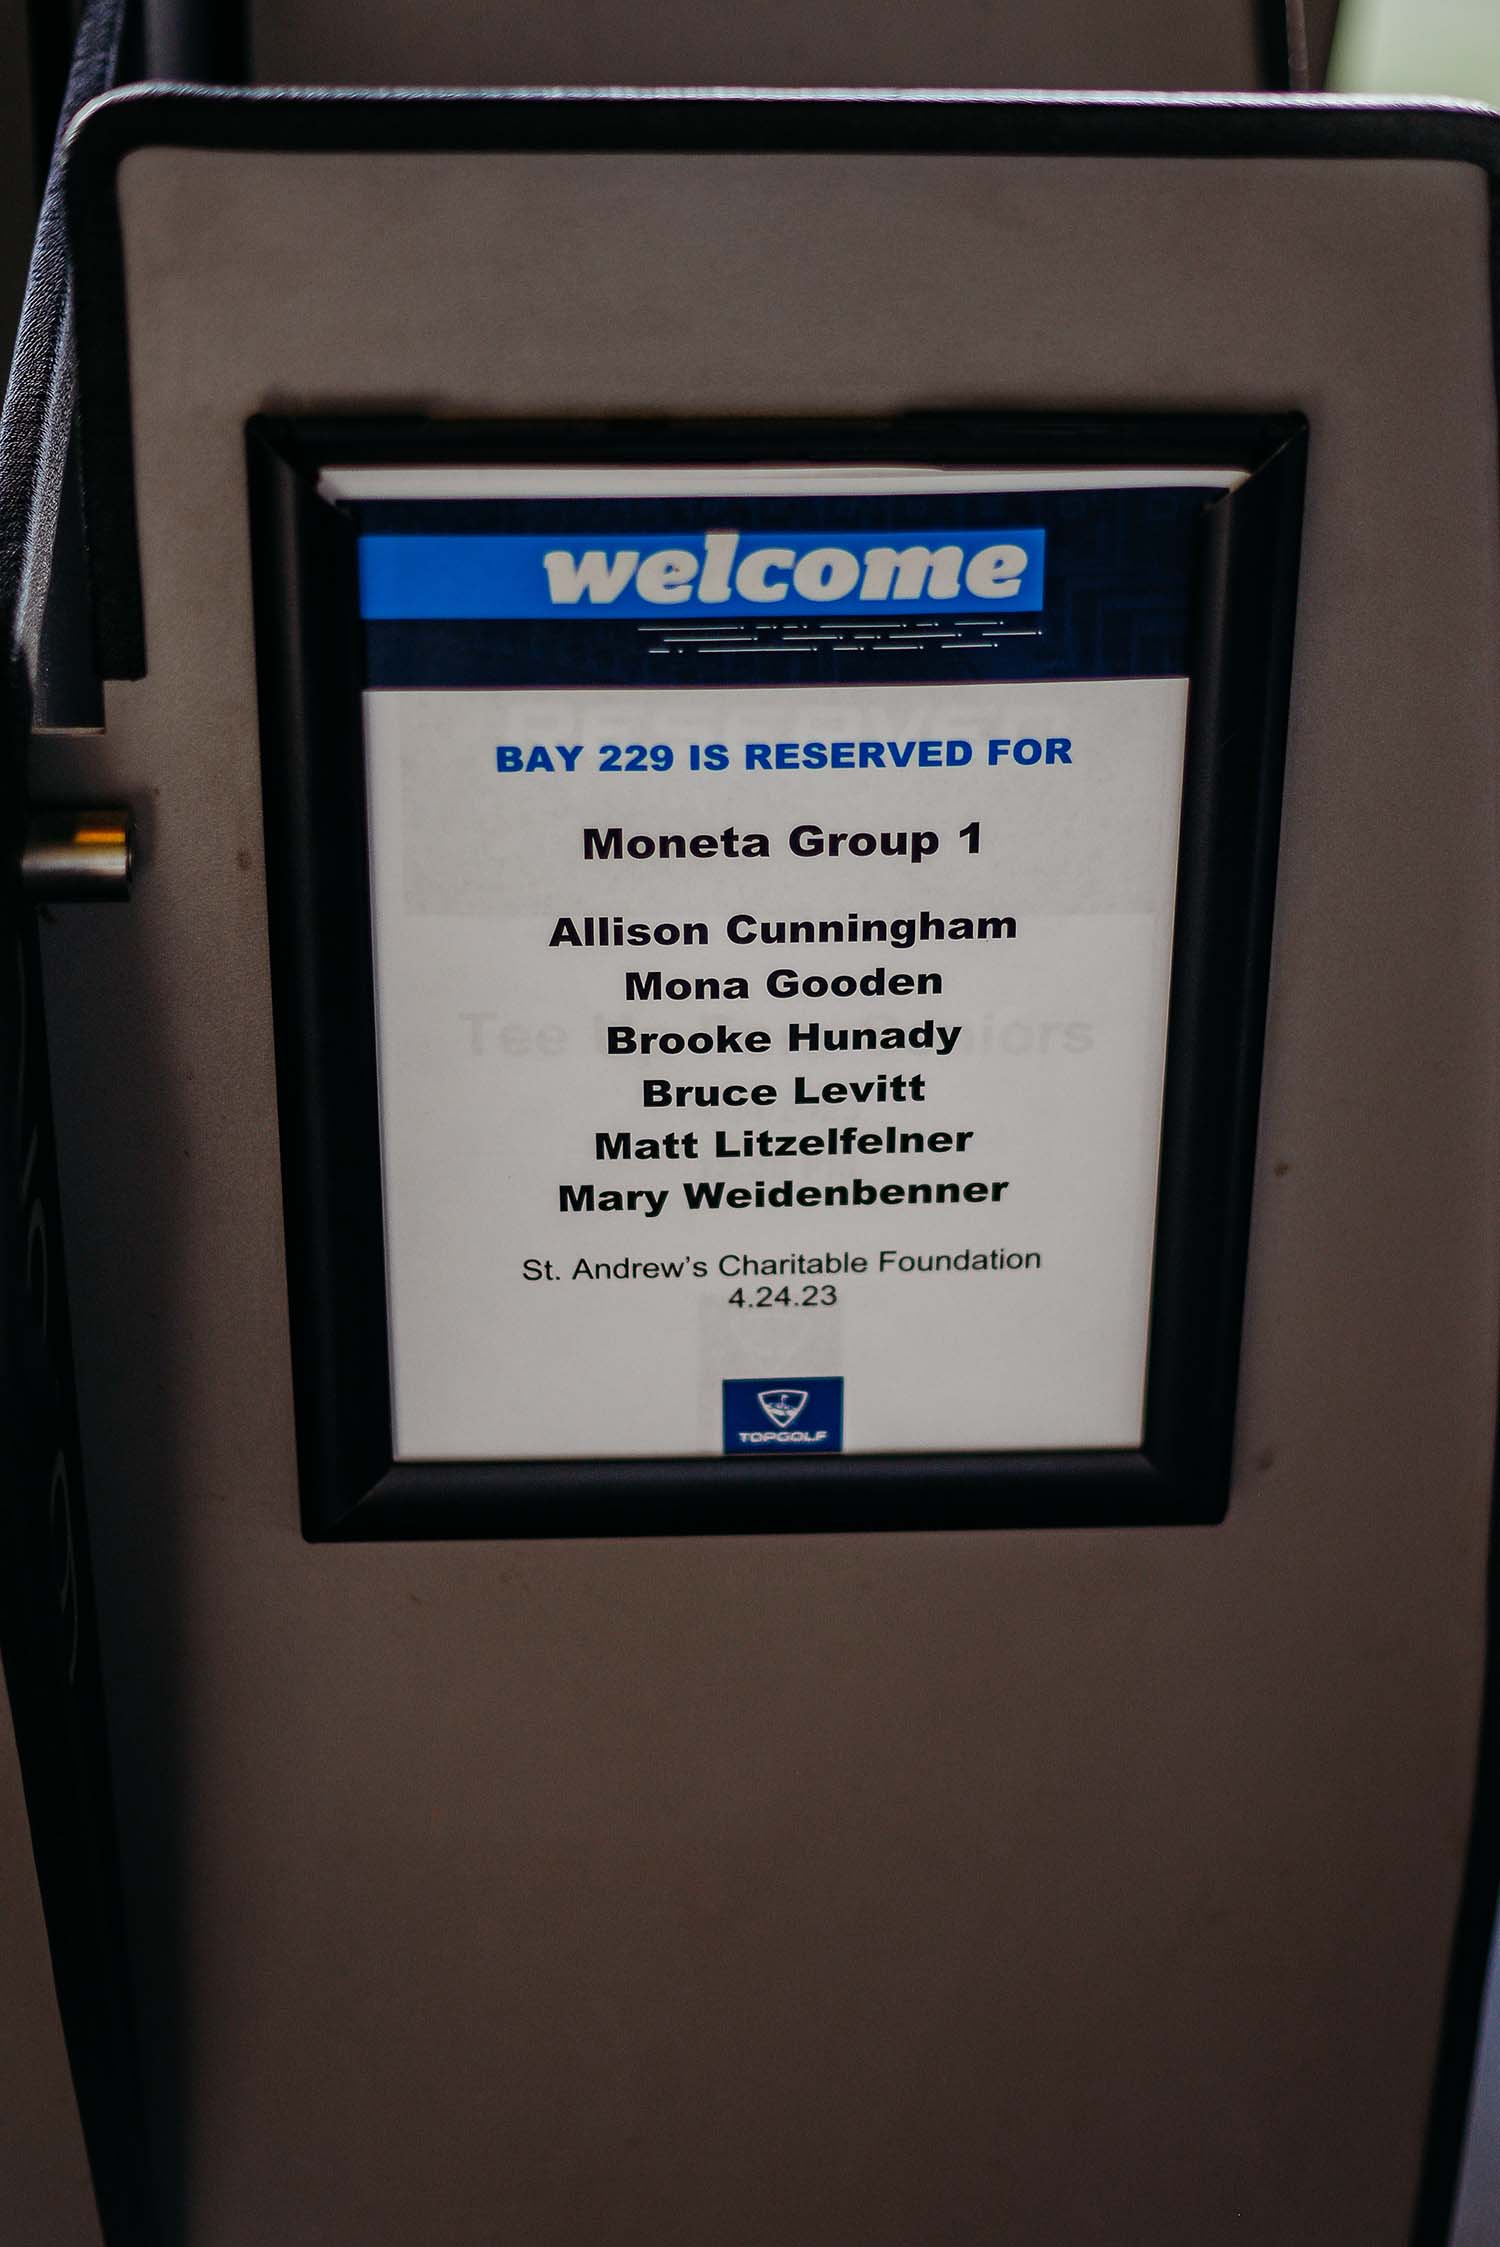 welcome
BAY 229 IS RESERVED FOR
Moneta Group 1
Allison Cunningham
Mona Gooden
Brooke Hunady
Bruce Levitt
Matt Litzelfelner
Mary Weidenbenner
St. Andrew's Charitable Foundation
4.24.23
TOPGOLF